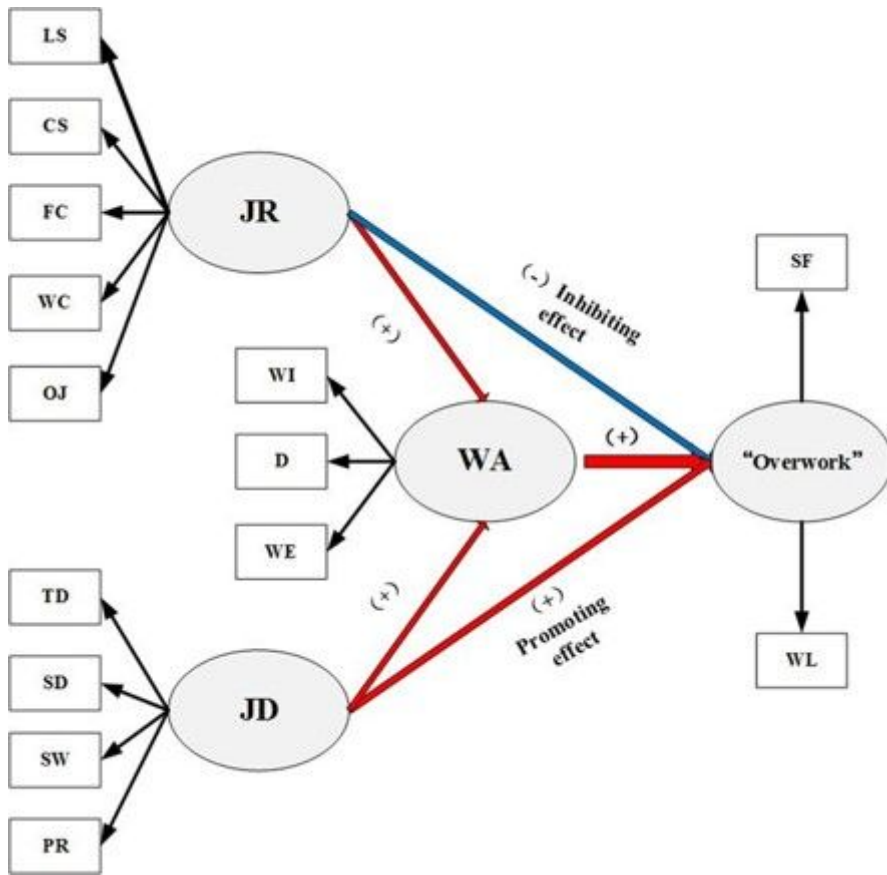 LS
CS
FC
WC
OJ
JR
(-) Inhibiting
effect
(+)
SF
WI
D
WE
WA
(+)
“Overwork”
(+)
(+)
Promoting
effect
TD
SD
SW
PR
JD
WL